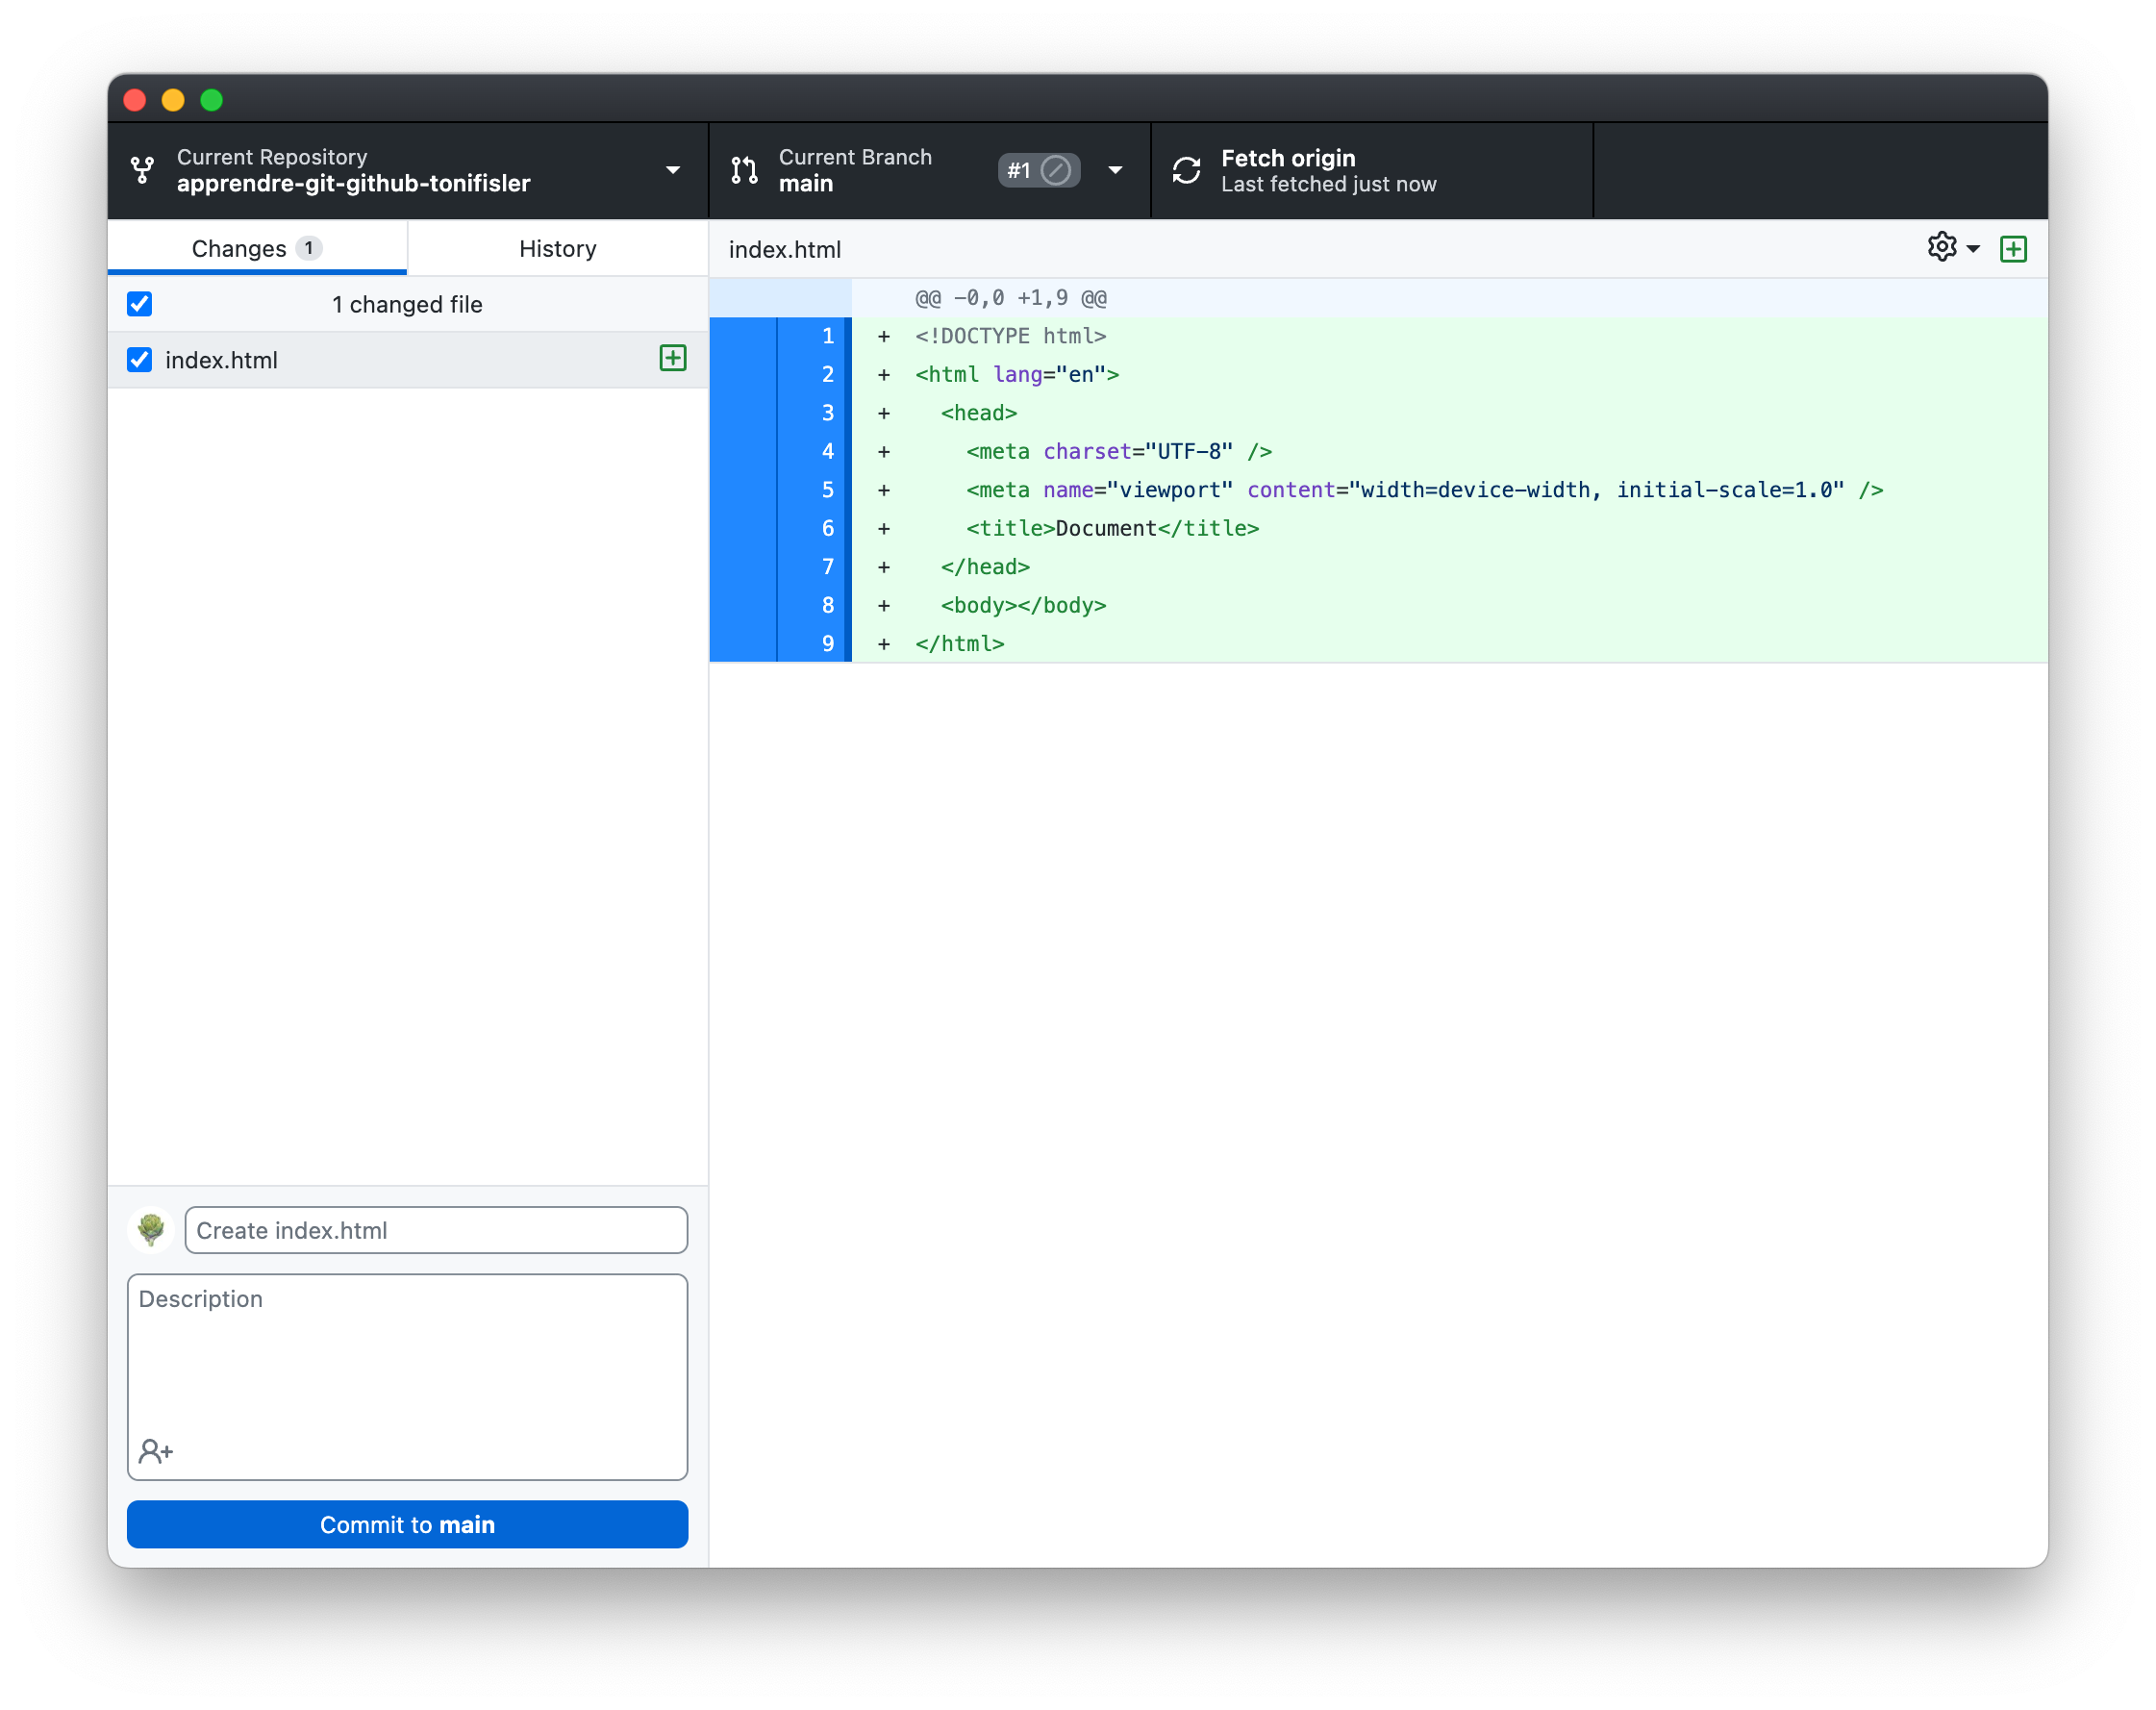 Current Repository
apprendre-git-github-tonifisler
Current Branch
main
#1
Fetch origin
Last fetched just now
Changes 1
History
index.html
1 changed file
index.html
@@ -0,0 +1,9 @@
1 + <!DOCTYPE html>
2 + <html lang="en">
3 + <head>
4 + <meta charset="UTF-8" />
5 + <meta name="viewport" content="width=device-width, initial-scale=1.0" />
6 + <title>Document</title>
7 + </head>
8 + <body></body>
9 + </html>
Create index.html
Description
Commit to main